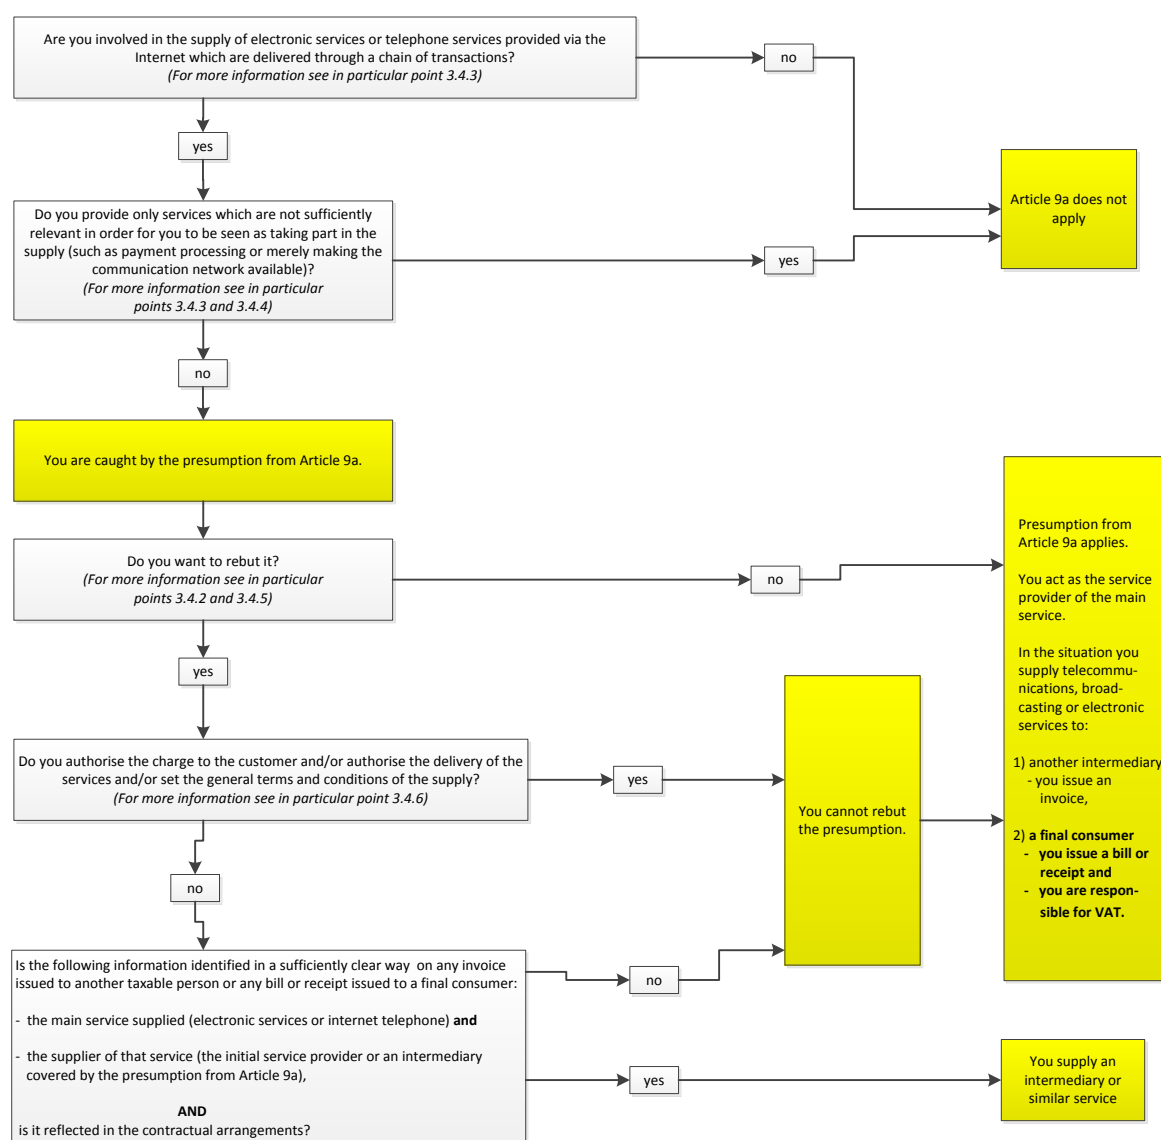 Are you involved in the supply of electronic services or telephone services provided via the
Internet which are delivered through a chain of transactions?
(For more information see in particular point 3.4.3)
no
yes
Article 9a does not
apply
Do you provide only services which are not sufficiently
relevant in order for you to be seen as taking part in the
supply (such as payment processing or merely making the
communication network available)?
(For more information see in particular
points 3.4.3 and 3.4.4)
yes
no
You are caught by the presumption from Article 9a.
Do you want to rebut it?
(For more information see in particular
points 3.4.2 and 3.4.5)
no
Presumption from
Article 9a applies.
You act as the service
provider of the main
service.
In the situation you
supply telecommu-
nications, broad-
casting or electronic
services to:
1) another intermediary
- you issue an
invoice,
2) a final consumer
- you issue a bill or
receipt and
- you are respon-
sible for VAT.
yes
Do you authorise the charge to the customer and/or authorise the delivery of the
services and/or set the general terms and conditions of the supply?
(For more information see in particular point 3.4.6)
yes
You cannot rebut
the presumption.
no
Is the following information identified in a sufficiently clear way on any invoice
issued to another taxable person or any bill or receipt issued to a final consumer:
- the main service supplied (electronic services or internet telephone) and
- the supplier of that service (the initial service provider or an intermediary
covered by the presumption from Article 9a),
AND
is it reflected in the contractual arrangements?
no
yes
You supply an
intermediary or
similar service